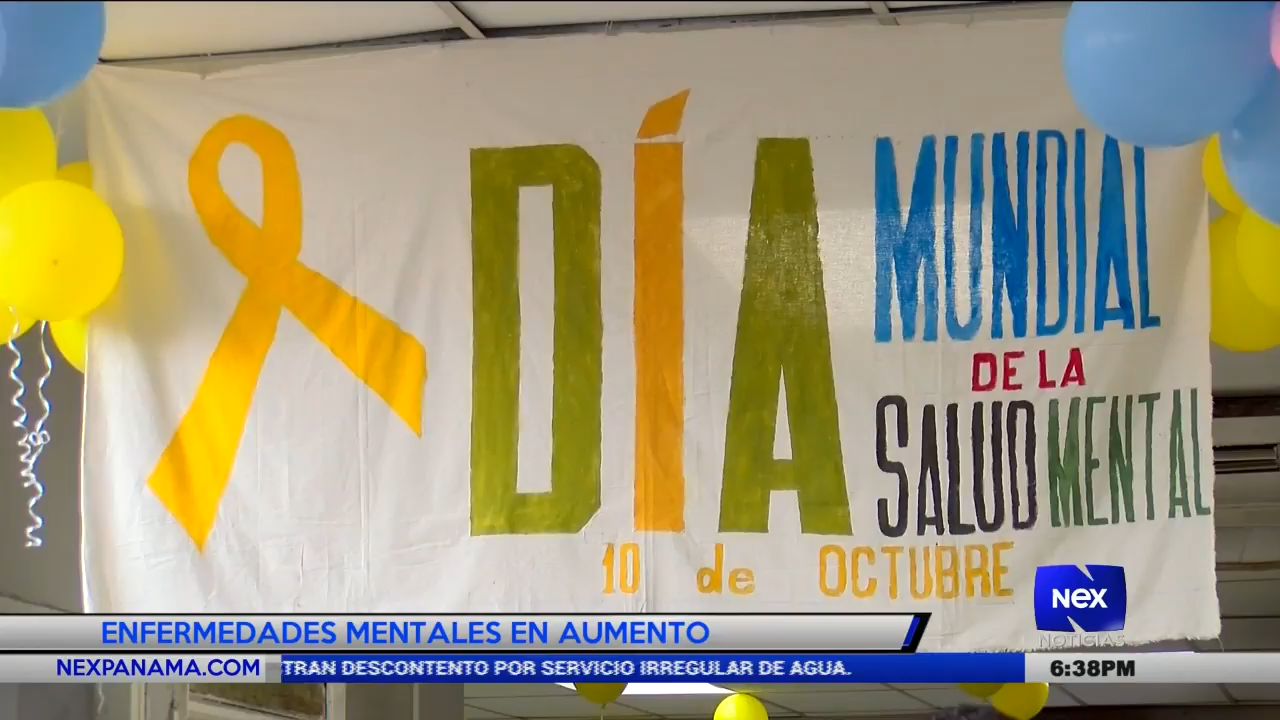 DÍA
MUNDIAL
DE LA
SALUD MENTAL
10 de OCTUBRE
NEX
NOTICIAS
ENFERMEDADES MENTALES EN AUMENTO
NEXPANAMA.COM
TRAN DESCONTENTO POR SERVICIO IRREGULAR DE AGUA.
6:38PM